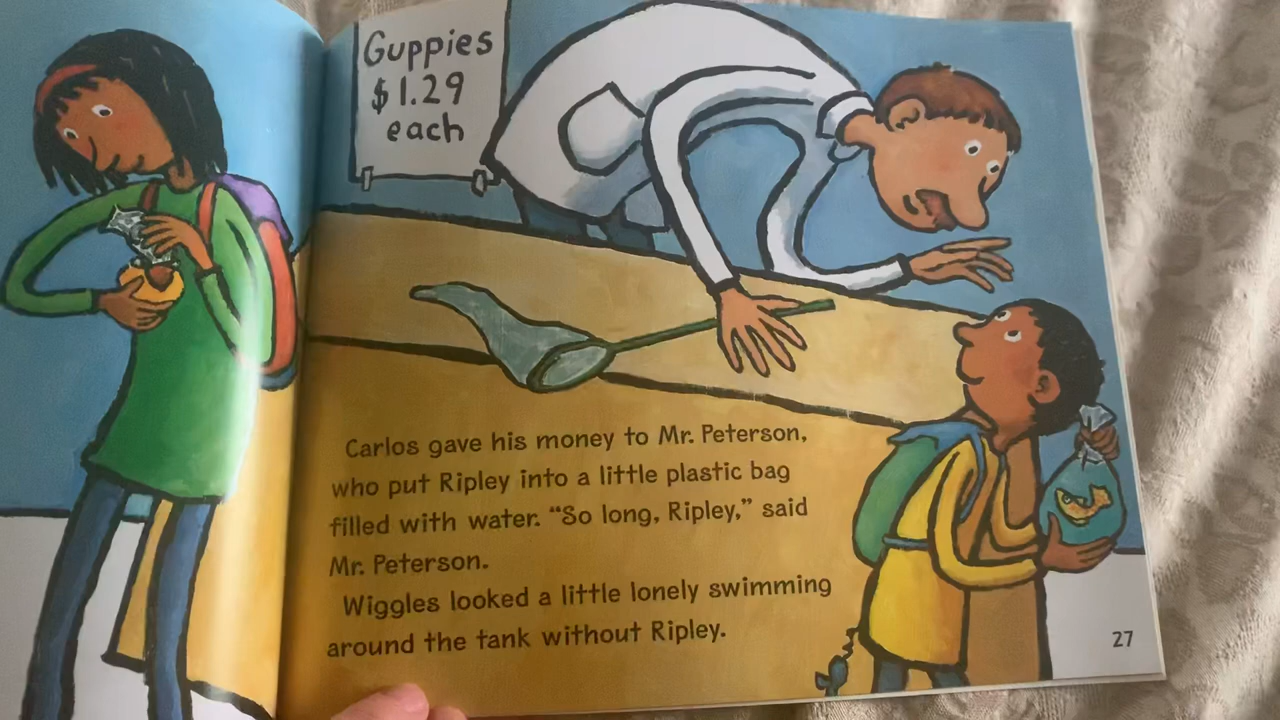 Guppies
$1.29
each
Carlos gave his money to Mr. Peterson,
who put Ripley into a little plastic bag
filled with water. “So long, Ripley,” said
Mr. Peterson.
Wiggles looked a little lonely swimming
around the tank without Ripley.
27